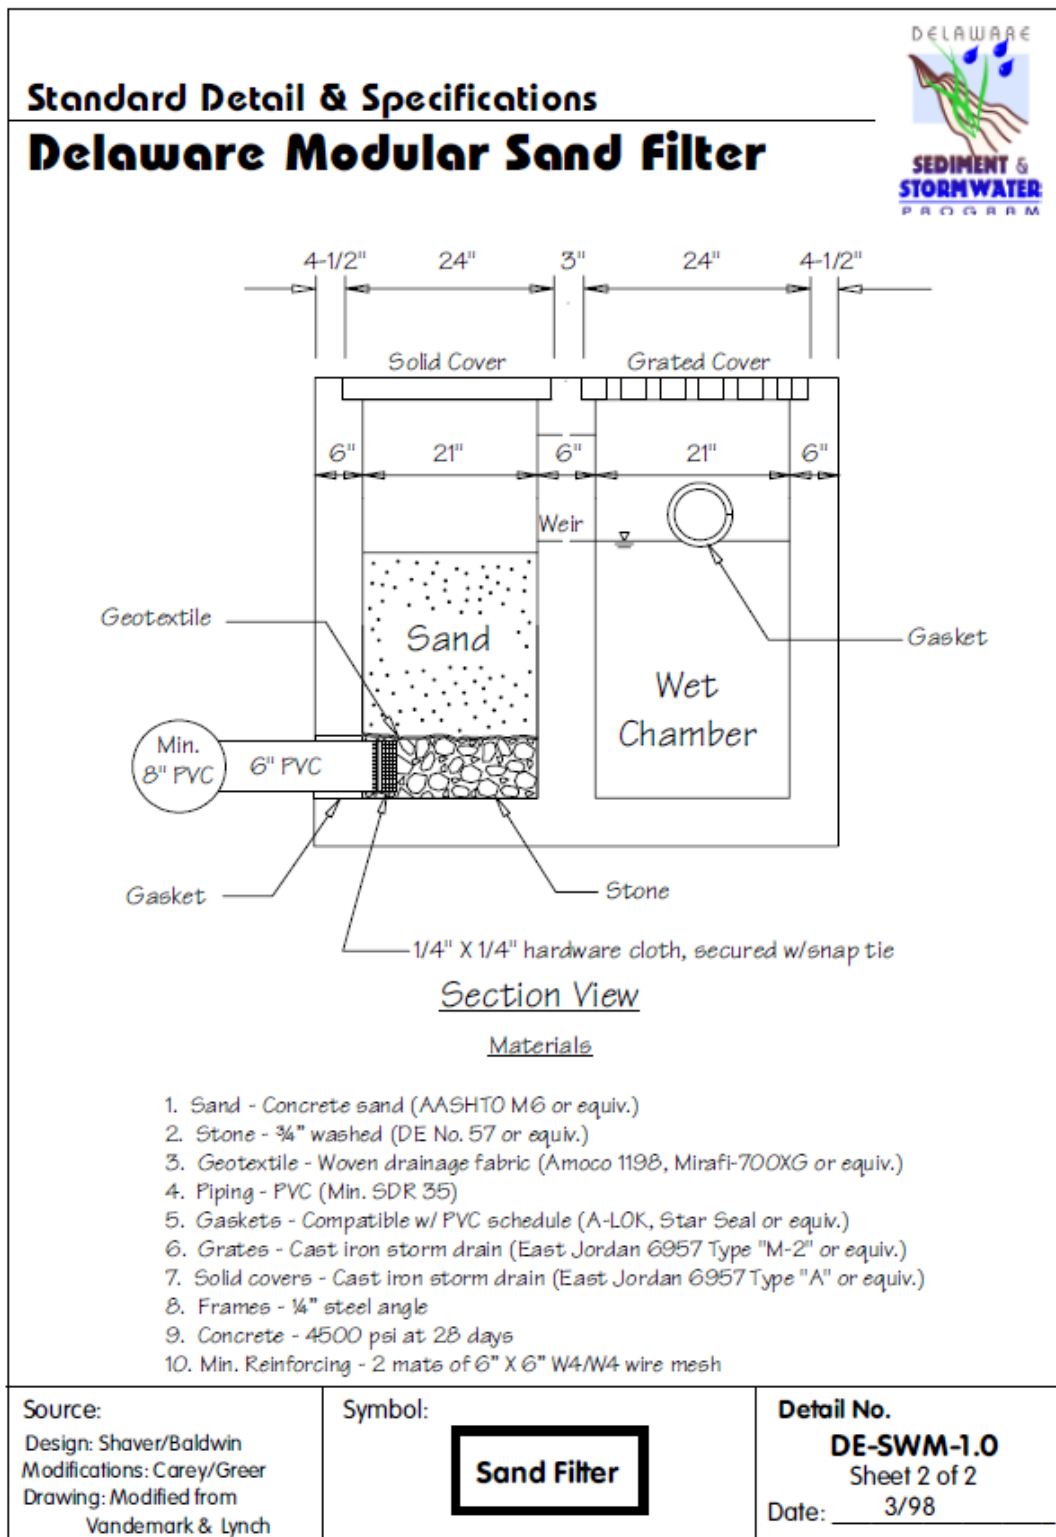 DELAWARE
SEDIMENT &
STORMWATER
PROGRAM
Standard Detail & Specifications
Delaware Modular Sand Filter
4-1/2" 24" 3" 24" 4-1/2"
Solid Cover Grated Cover
6" 21" 6" 21" 6"
Weir
Geotextile
Sand
Gasket
Wet
Chamber
Min.
8" PVC
6" PVC
Gasket
Stone
1/4" X 1/4" hardware cloth, secured w/snap tie
Section View
Materials
1. Sand - Concrete sand (AASHTO M6 or equiv.)
2. Stone - ¾” washed (DE No. 57 or equiv.)
3. Geotextile - Woven drainage fabric (Amoco 1198, Mirafi-700XG or equiv.)
4. Piping - PVC (Min. SDR 35)
5. Gaskets - Compatible w/ PVC schedule (A-LOK, Star Seal or equiv.)
6. Grates - Cast iron storm drain (East Jordan 6957 Type "M-2" or equiv.)
7. Solid covers - Cast iron storm drain (East Jordan 6957 Type "A" or equiv.)
8. Frames - ¼” steel angle
9. Concrete - 4500 psi at 28 days
10. Min. Reinforcing - 2 mats of 6” X 6” W4/W4 wire mesh
Source:
Design: Shaver/Baldwin
Modifications: Carey/Greer
Drawing: Modified from
Vandemark & Lynch
Symbol:
Sand Filter
Detail No.
DE-SWM-1.0
Sheet 2 of 2
Date: 3/98